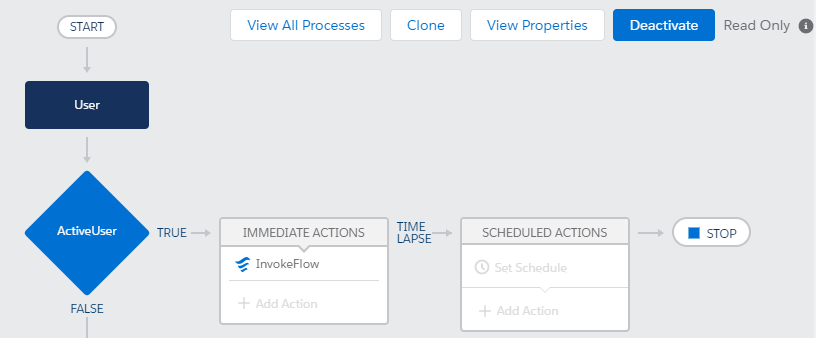 START
View All Processes
Clone
View Properties
Deactivate
Read Only
User
ActiveUser
TRUE
IMMEDIATE ACTIONS
InvokeFlow
Add Action
TIME
LAPSE
SCHEDULED ACTIONS
Set Schedule
Add Action
STOP
FALSE